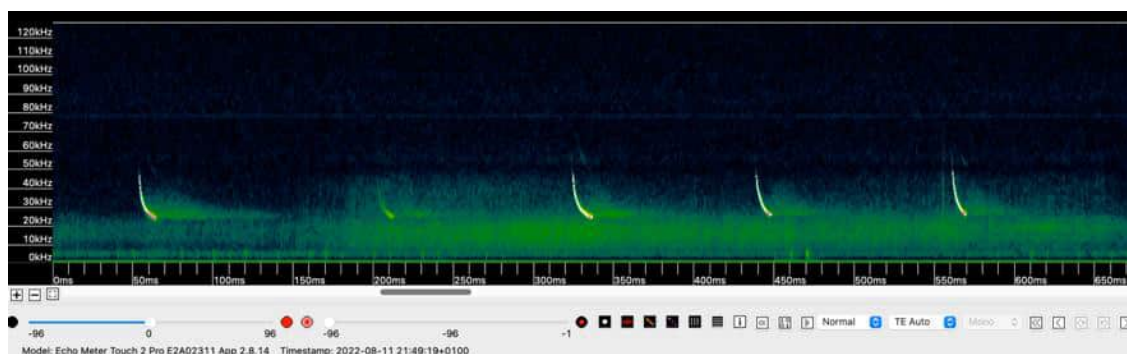 120kHz
110kHz
100kHz
90kHz
80kHz
70kHz
60kHz
50kHz
40kHz
30kHz
20kHz
10kHz
0kHz
0ms 50ms 100ms 150ms 200ms 250ms 300ms 350ms 400ms 450ms 500ms 550ms 600ms 650ms
-96 0 96 -96 -96 -1 Normal TE Auto Mono
Model: Echo Meter Touch 2 Pro E2A02311 App 2.8.14 Timestamp: 2022-08-11 21:49:19+0100